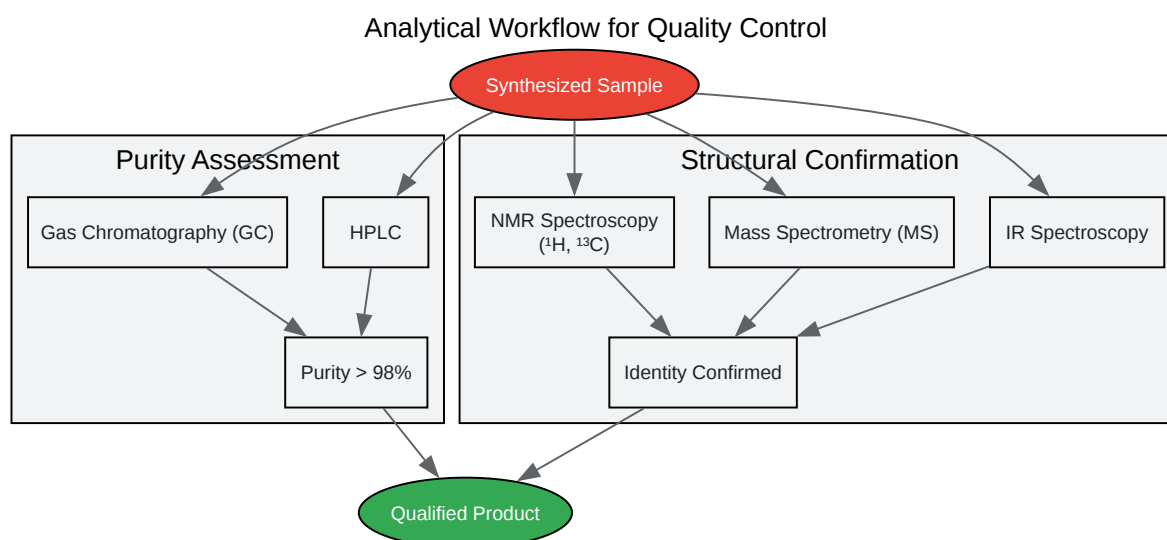 Analytical Workflow for Quality Control
Synthesized Sample
Purity Assessment
Structural Confirmation
Gas Chromatography (GC)
HPLC
NMR Spectroscopy
(¹H, ¹³C)
Mass Spectrometry (MS)
IR Spectroscopy
Purity > 98%
Identity Confirmed
Qualified Product